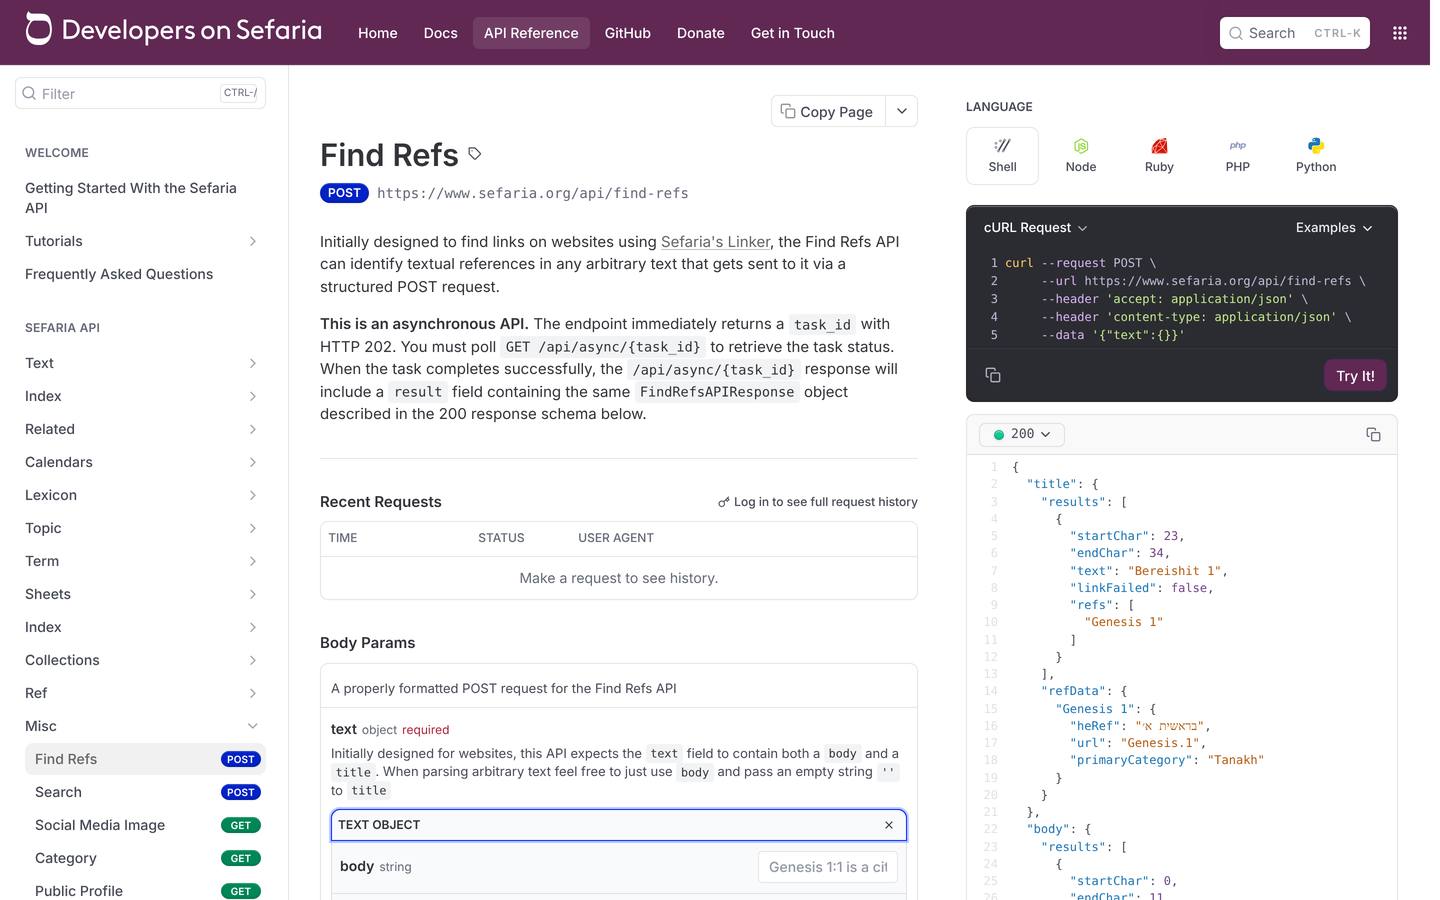 Developers on Sefaria
Home
Docs
API Reference
GitHub
Donate
Get in Touch
Search
CTRL-K
Filter
CTRL-/
WELCOME
Getting Started With the Sefaria
API
Tutorials
Frequently Asked Questions
SEFARIA API
Text
Index
Related
Calendars
Lexicon
Topic
Term
Sheets
Index
Collections
Ref
Misc
Find Refs POST
Search POST
Social Media Image GET
Category GET
Public Profile GET
Copy Page
Find Refs
POST https://www.sefaria.org/api/find-refs
Initially designed to find links on websites using Sefaria's Linker, the Find Refs API
can identify textual references in any arbitrary text that gets sent to it via a
structured POST request.
This is an asynchronous API. The endpoint immediately returns a task_id with
HTTP 202. You must poll GET /api/async/{task_id} to retrieve the task status.
When the task completes successfully, the /api/async/{task_id} response will
include a result field containing the same FindRefsAPIResponse object
described in the 200 response schema below.
Recent Requests
Log in to see full request history
TIME STATUS USER AGENT
Make a request to see history.
Body Params
A properly formatted POST request for the Find Refs API
text object required
Initially designed for websites, this API expects the text field to contain both a body and a
title. When parsing arbitrary text feel free to just use body and pass an empty string ''
to title
TEXT OBJECT
body string
Genesis 1:1 is a cit
LANGUAGE
Shell
Node
Ruby
php
PHP
Python
cURL Request
Examples
1 curl --request POST \
2 --url https://www.sefaria.org/api/find-refs \
3 --header 'accept: application/json' \
4 --header 'content-type: application/json' \
5 --data '{"text":{}}'
Try It!
200
1 {
2 "title": {
3 "results": [
4 {
5 "startChar": 23,
6 "endChar": 34,
7 "text": "Bereishit 1",
8 "linkFailed": false,
9 "refs": [
10 "Genesis 1"
11 ]
12 }
13 ],
14 "refData": {
15 "Genesis 1": {
16 "heRef": "בראשית א׳",
17 "url": "Genesis.1",
18 "primaryCategory": "Tanakh"
19 }
20 }
21 },
22 "body": {
23 "results": [
24 {
25 "startChar": 0,
26 "endChar": 11,